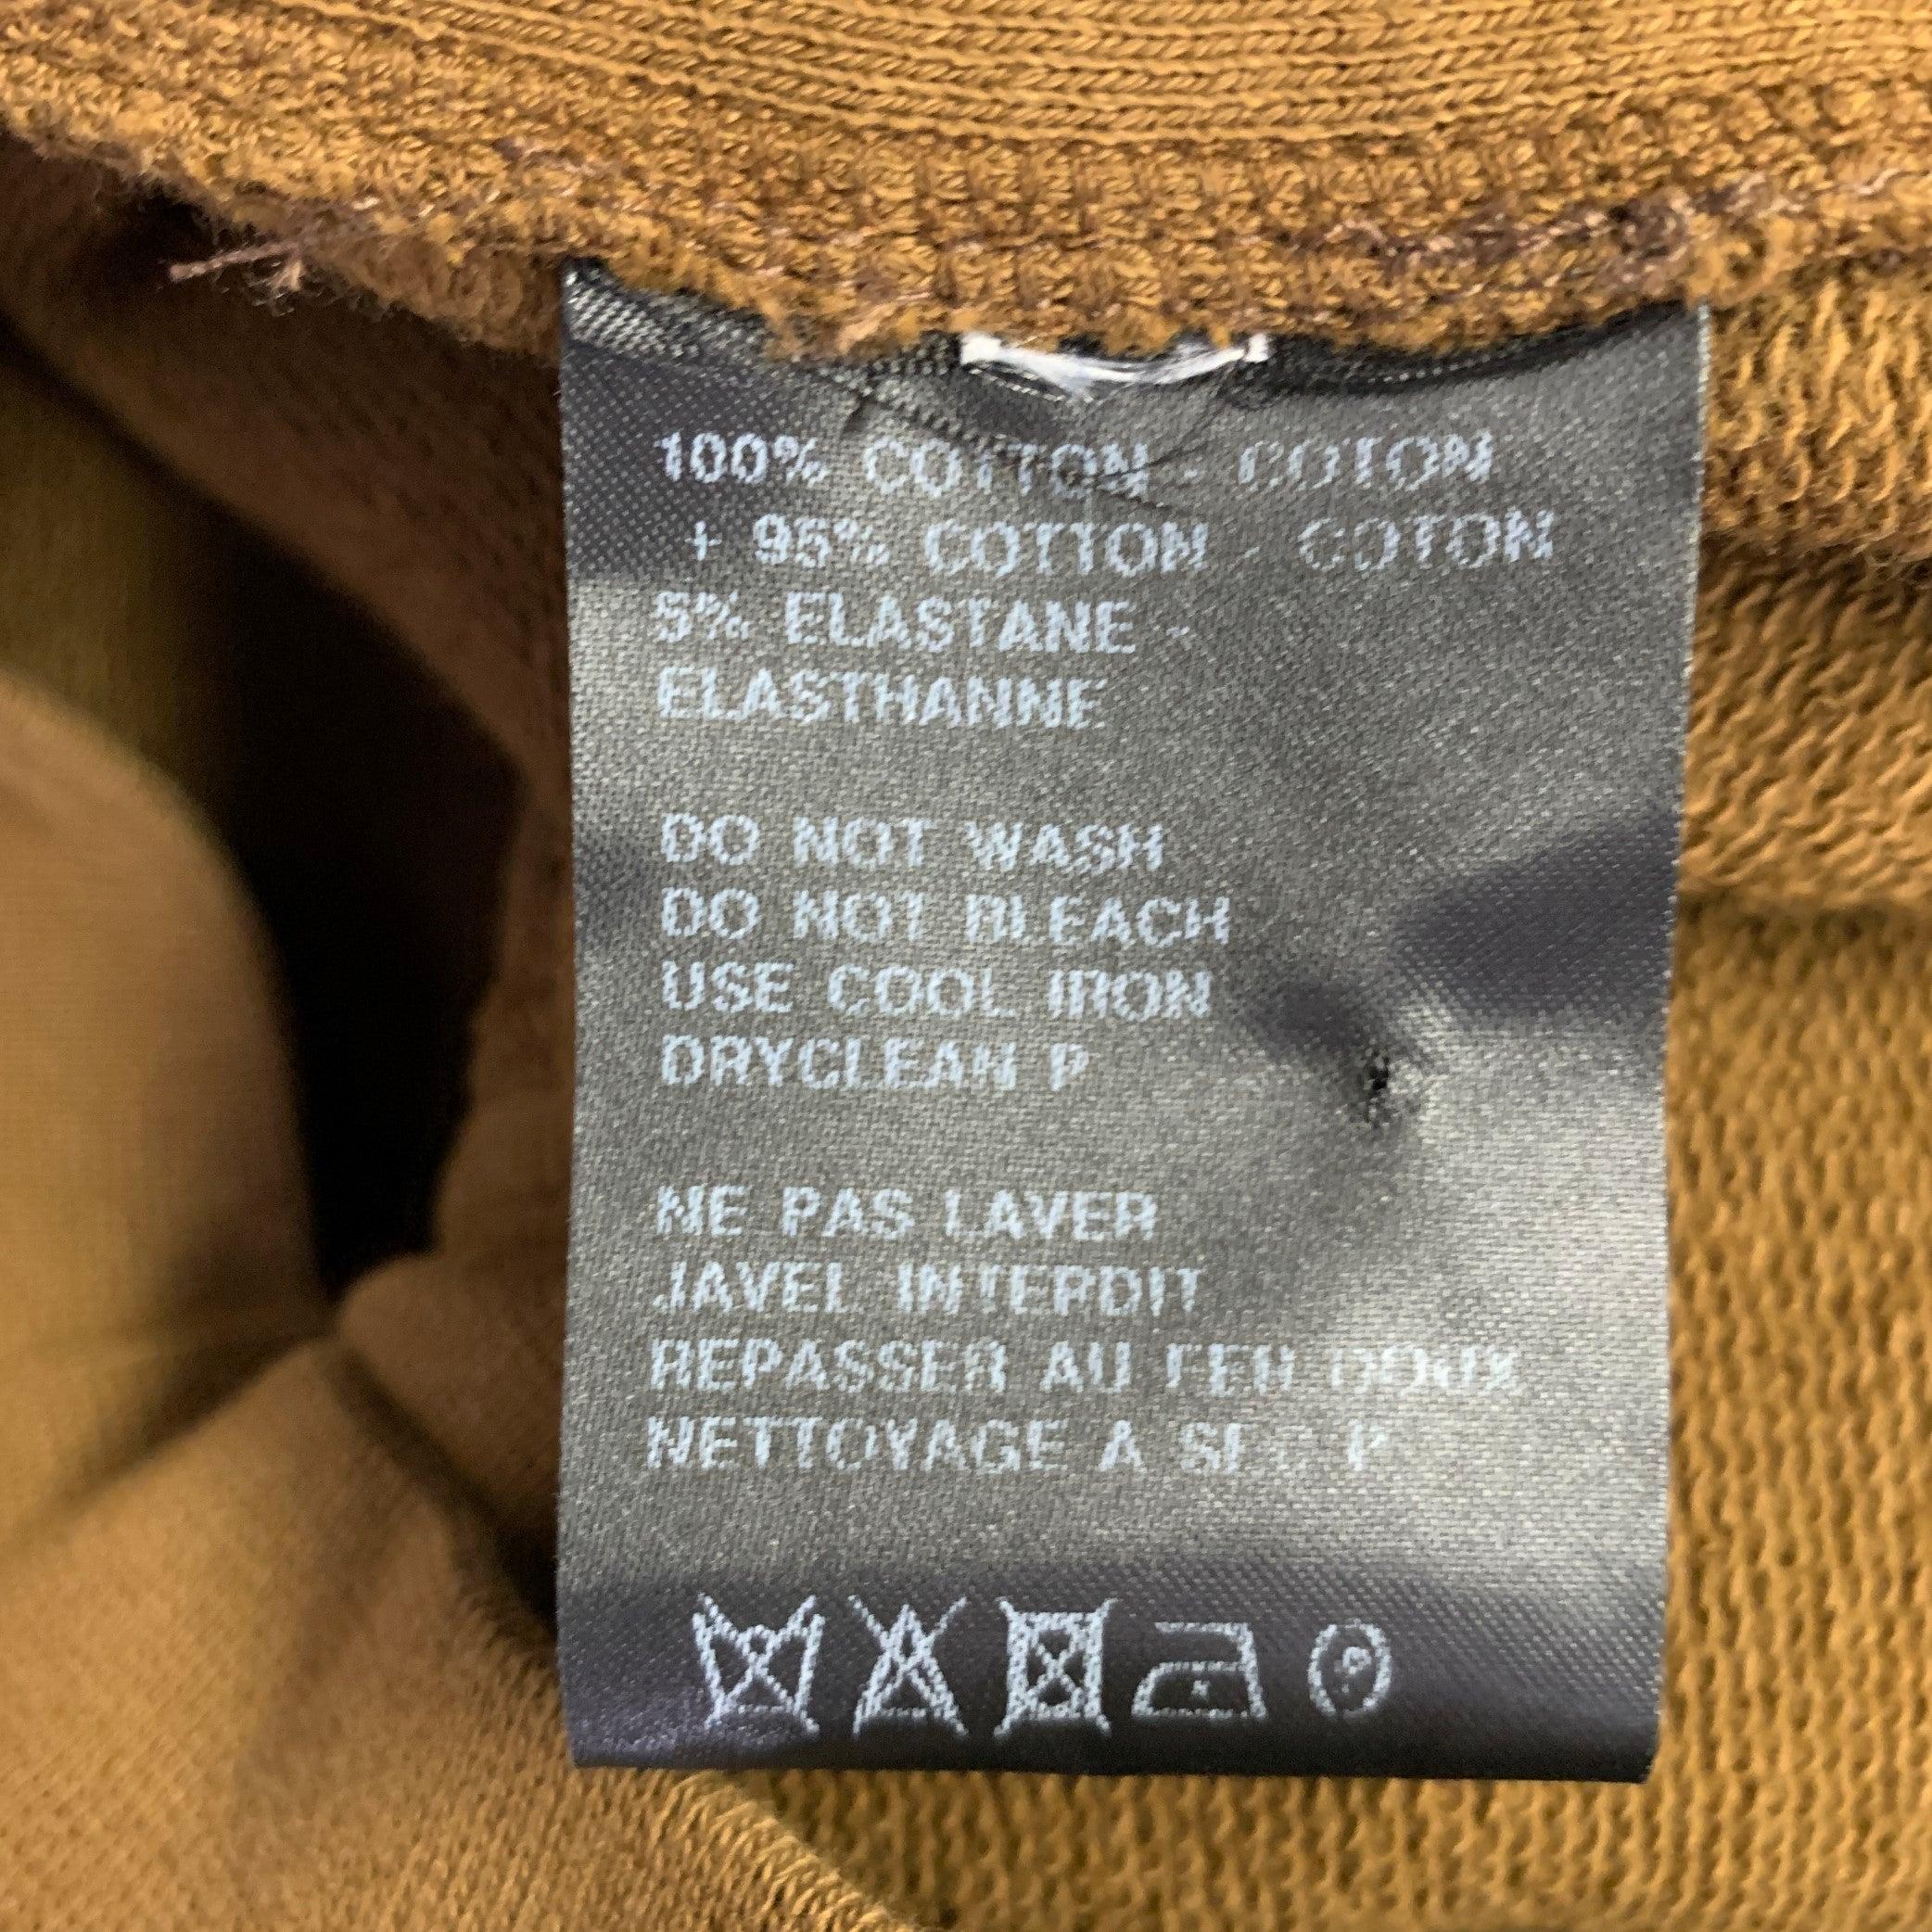 100% COTTON - COTON
+ 95% COTTON - COTON
5% ELASTANE -
ELASTHANNE
DO NOT WASH
DO NOT BLEACH
USE COOL IRON
DRYCLEAN P
NE PAS LAVER
JAVEL INTERDIT
REPASSER AU FER DOUX
NETTOYAGE A SEC P
P